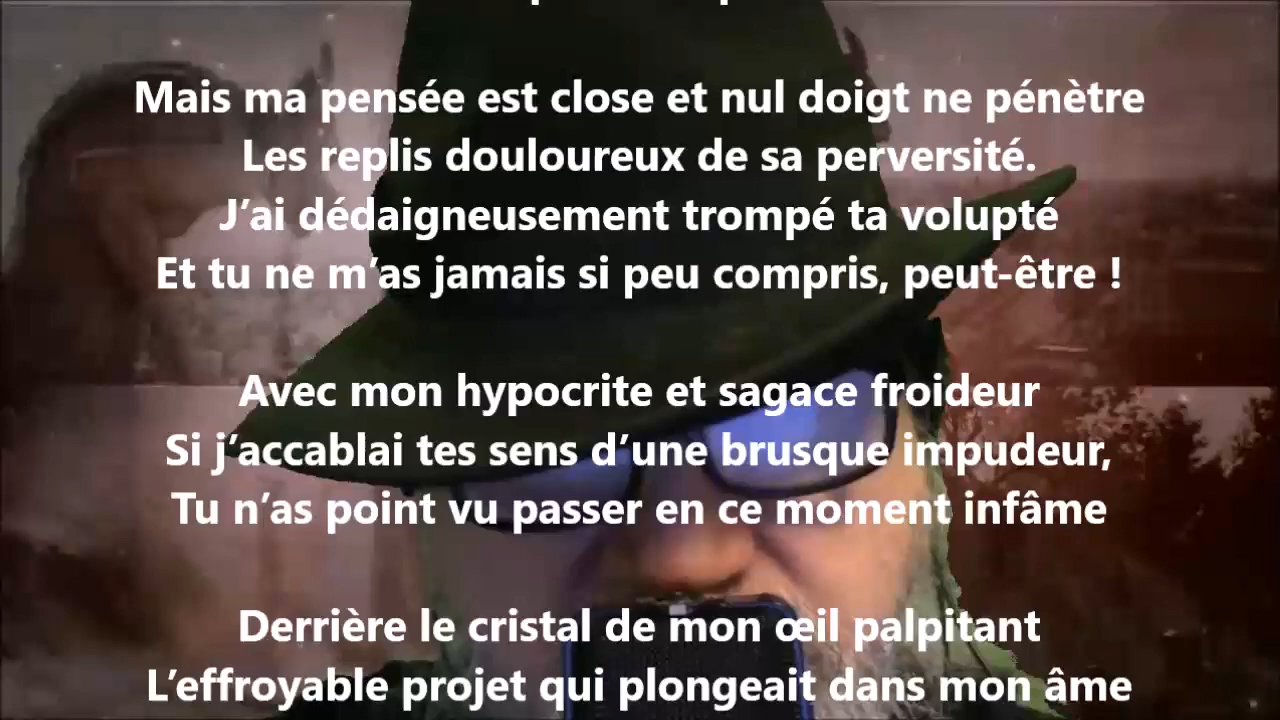 Mais ma pensée est close et nul doigt ne pénètre
Les replis douloureux de sa perversité.
J’ai dédaigneusement trompé ta volupté
Et tu ne m’as jamais si peu compris, peut-être !
Avec mon hypocrite et sagace froideur
Si j’accablai tes sens d’une brusque impudeur,
Tu n’as point vu passer en ce moment infâme
Derrière le cristal de mon œil palpitant
L’effroyable projet qui plongeait dans mon âme